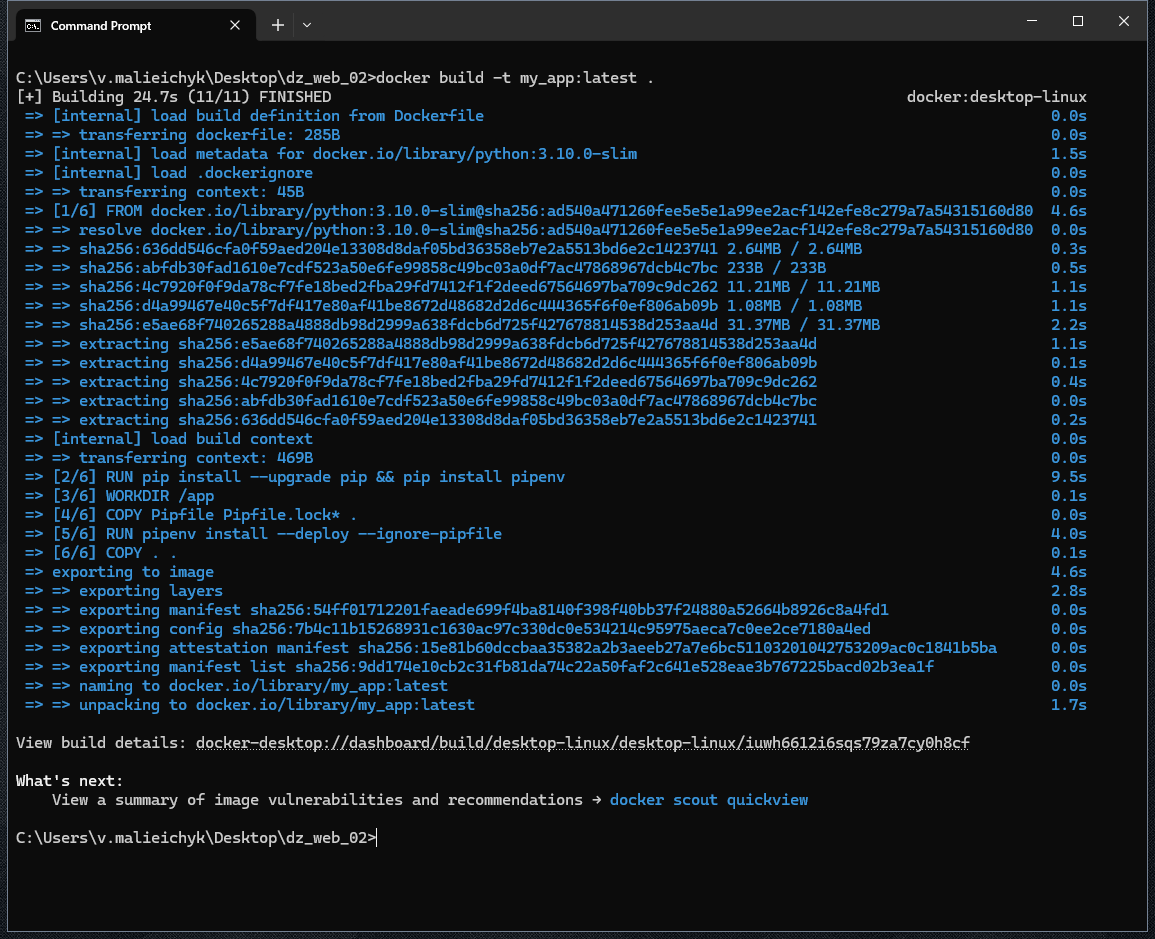 Command Prompt
C:\Users\v.malieichyk\Desktop\dz_web_02>docker build -t my_app:latest .
[+] Building 24.7s (11/11) FINISHED docker:desktop-linux
=> [internal] load build definition from Dockerfile 0.0s
=> => transferring dockerfile: 285B 0.0s
=> [internal] load metadata for docker.io/library/python:3.10.0-slim 1.5s
=> [internal] load .dockerignore 0.0s
=> => transferring context: 45B 0.0s
=> [1/6] FROM docker.io/library/python:3.10.0-slim@sha256:ad540a471260fee5e5e1a99ee2acf142efe8c279a7a54315160d80 4.6s
=> => resolve docker.io/library/python:3.10.0-slim@sha256:ad540a471260fee5e5e1a99ee2acf142efe8c279a7a54315160d80 0.0s
=> => sha256:636dd546cfa0f59aed204e13308d8daf05bd36358eb7e2a5513bd6e2c1423741 2.64MB / 2.64MB 0.3s
=> => sha256:abfdb30fad1610e7cdf523a50e6fe99858c49bc03a0df7ac47868967dcb4c7bc 233B / 233B 0.5s
=> => sha256:4c7920f0f9da78cf7fe18bed2fba29fd7412f1f2deed67564697ba709c9dc262 11.21MB / 11.21MB 1.1s
=> => sha256:d4a99467e40c5f7df417e80af41be8672d48682d2d6c444365f6f0ef806ab09b 1.08MB / 1.08MB 1.1s
=> => sha256:e5ae68f740265288a4888db98d2999a638fdcb6d725f427678814538d253aa4d 31.37MB / 31.37MB 2.2s
=> => extracting sha256:e5ae68f740265288a4888db98d2999a638fdcb6d725f427678814538d253aa4d 1.1s
=> => extracting sha256:d4a99467e40c5f7df417e80af41be8672d48682d2d6c444365f6f0ef806ab09b 0.1s
=> => extracting sha256:4c7920f0f9da78cf7fe18bed2fba29fd7412f1f2deed67564697ba709c9dc262 0.4s
=> => extracting sha256:abfdb30fad1610e7cdf523a50e6fe99858c49bc03a0df7ac47868967dcb4c7bc 0.0s
=> => extracting sha256:636dd546cfa0f59aed204e13308d8daf05bd36358eb7e2a5513bd6e2c1423741 0.2s
=> [internal] load build context 0.0s
=> => transferring context: 469B 0.0s
=> [2/6] RUN pip install --upgrade pip && pip install pipenv 9.5s
=> [3/6] WORKDIR /app 0.1s
=> [4/6] COPY Pipfile Pipfile.lock* . 0.0s
=> [5/6] RUN pipenv install --deploy --ignore-pipfile 4.0s
=> [6/6] COPY . . 0.1s
=> exporting to image 4.6s
=> => exporting layers 2.8s
=> => exporting manifest sha256:54ff01712201faeade699f4ba8140f398f40bb37f24880a52664b8926c8a4fd1 0.0s
=> => exporting config sha256:7b4c11b15268931c1630ac97c330dc0e534214c95975aeca7c0ee2ce7180a4ed 0.0s
=> => exporting attestation manifest sha256:15e81b60dccbaa35382a2b3aeeb27a7e6bc51103201042753209ac0c1841b5ba 0.0s
=> => exporting manifest list sha256:9dd174e10cb2c31fb81da74c22a50faf2c641e528eae3b767225bacd02b3ea1f 0.0s
=> => naming to docker.io/library/my_app:latest 0.0s
=> => unpacking to docker.io/library/my_app:latest 1.7s
View build details: docker-desktop://dashboard/build/desktop-linux/desktop-linux/iuwh6612i6sqs79za7cy0h8cf
What's next:
View a summary of image vulnerabilities and recommendations → docker scout quickview
C:\Users\v.malieichyk\Desktop\dz_web_02>